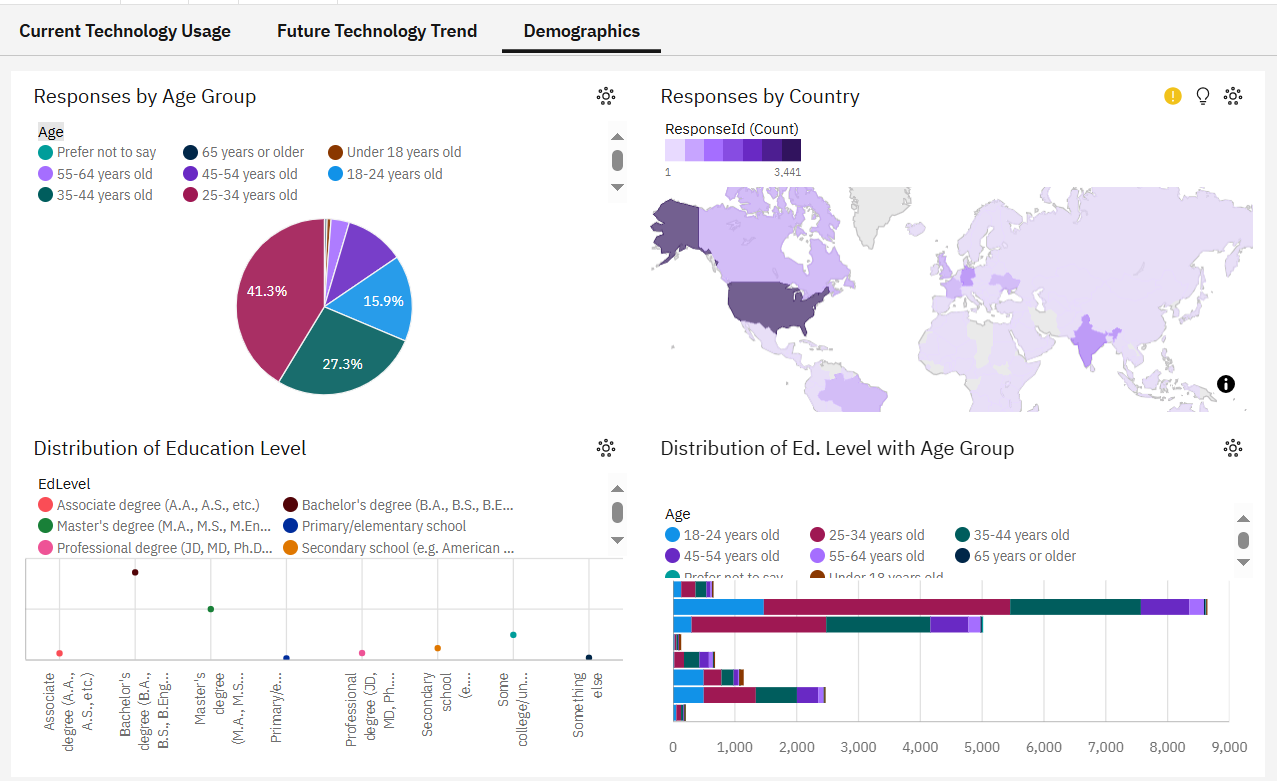 Current Technology Usage Future Technology Trend Demographics
Responses by Age Group
Age
Prefer not to say 65 years or older Under 18 years old
55-64 years old 45-54 years old 18-24 years old
35-44 years old 25-34 years old
41.3%
15.9%
27.3%
Responses by Country
ResponseId (Count)
1 3,441
Distribution of Education Level
EdLevel
Associate degree (A.A., A.S., etc.) Bachelor's degree (B.A., B.S., B.E...
Master's degree (M.A., M.S., M.En... Primary/elementary school
Professional degree (JD, MD, Ph.D... Secondary school (e.g. American ...
Associate
degree (A.A.,
A.S., etc.)
Bachelor's
degree (B.A.,
B.S., B.Eng...
Master's
degree
(M.A., M.S...
Primary/e...
Professional
degree (JD,
MD, Ph...
Secondary
school
(e...
Some
college/un...
Something
else
Distribution of Ed. Level with Age Group
Age
18-24 years old 25-34 years old 35-44 years old
45-54 years old 55-64 years old 65 years or older
Prefer not to say Under 18 years old
0 1,000 2,000 3,000 4,000 5,000 6,000 7,000 8,000 9,000